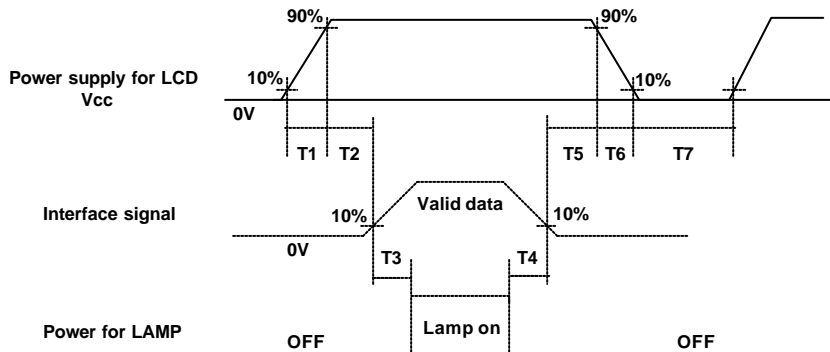 90%
90%
Power supply for LCD
Vcc
10%
10%
0V
T1
T2
T5
T6
T7
Interface signal
10%
Valid data
10%
0V
T3
T4
Power for LAMP
OFF
Lamp on
OFF